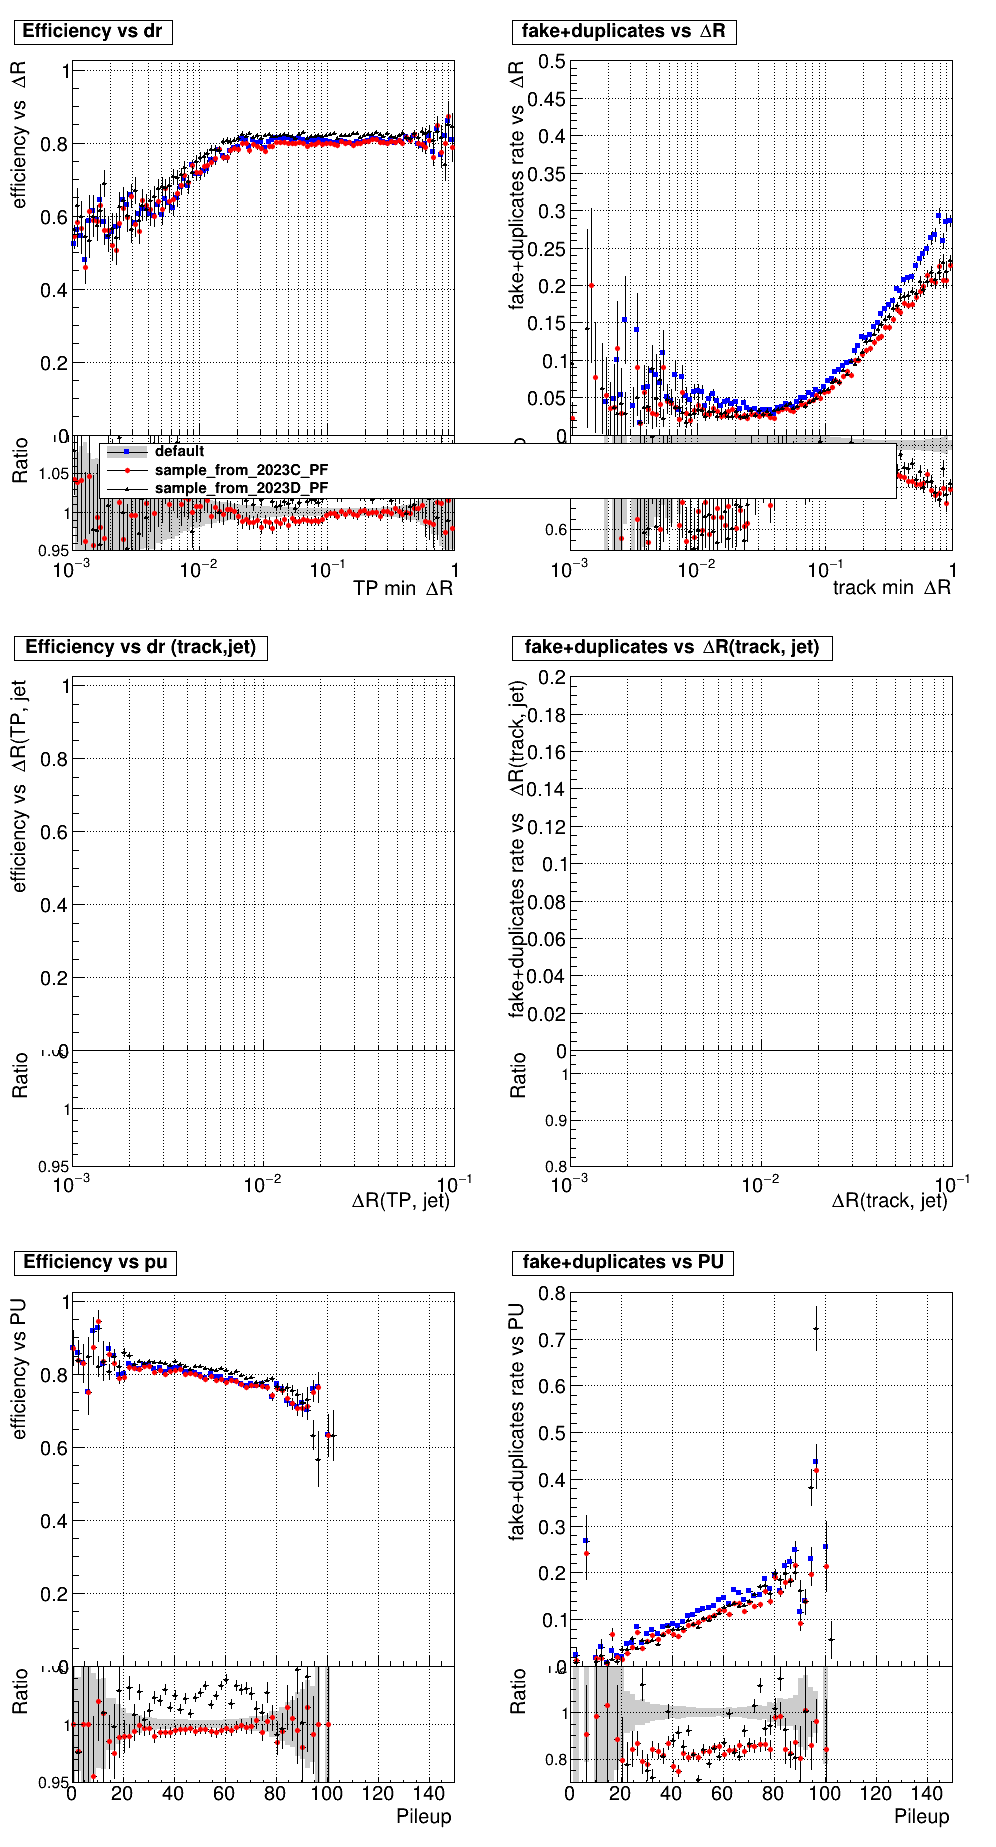 Efficiency vs dr
efficiency vs ΔR
1
0.8
0.6
0.4
0.2
0
Ratio
1.05
1
0.95
10⁻³ 10⁻² 10⁻¹ 1
TP min ΔR
fake+duplicates vs ΔR
fake+duplicates rate vs ΔR
0.5
0.45
0.4
0.35
0.3
0.25
0.2
0.15
0.1
0.05
0
0.6
10⁻³ 10⁻² 10⁻¹ 1
track min ΔR
default
sample_from_2023C_PF
sample_from_2023D_PF
Efficiency vs dr (track,jet)
efficiency vs ΔR(TP, jet
1
0.8
0.6
0.4
0.2
0
Ratio
1
0.95
10⁻³ 10⁻² 10⁻¹
ΔR(TP, jet)
fake+duplicates vs ΔR(track, jet)
fake+duplicates rate vs ΔR(track, jet)
0.2
0.18
0.16
0.14
0.12
0.1
0.08
0.06
0.04
0.02
0
Ratio
1
0.9
0.8
10⁻³ 10⁻² 10⁻¹
ΔR(track, jet)
Efficiency vs pu
efficiency vs PU
1
0.8
0.6
0.4
0.2
0
Ratio
1
0.95
0 20 40 60 80 100 120 140
Pileup
fake+duplicates vs PU
fake+duplicates rate vs PU
0.8
0.7
0.6
0.5
0.4
0.3
0.2
0.1
0
Ratio
1
0.8
0 20 40 60 80 100 120 140
Pileup